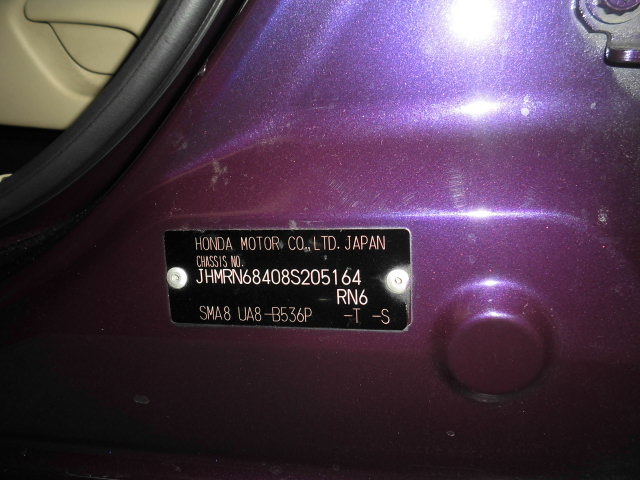 HONDA MOTOR CO.,LTD. JAPAN
CHASSIS NO.
JHMRN68408S205164
RN6
SMA8 UA8-B536P -T -S